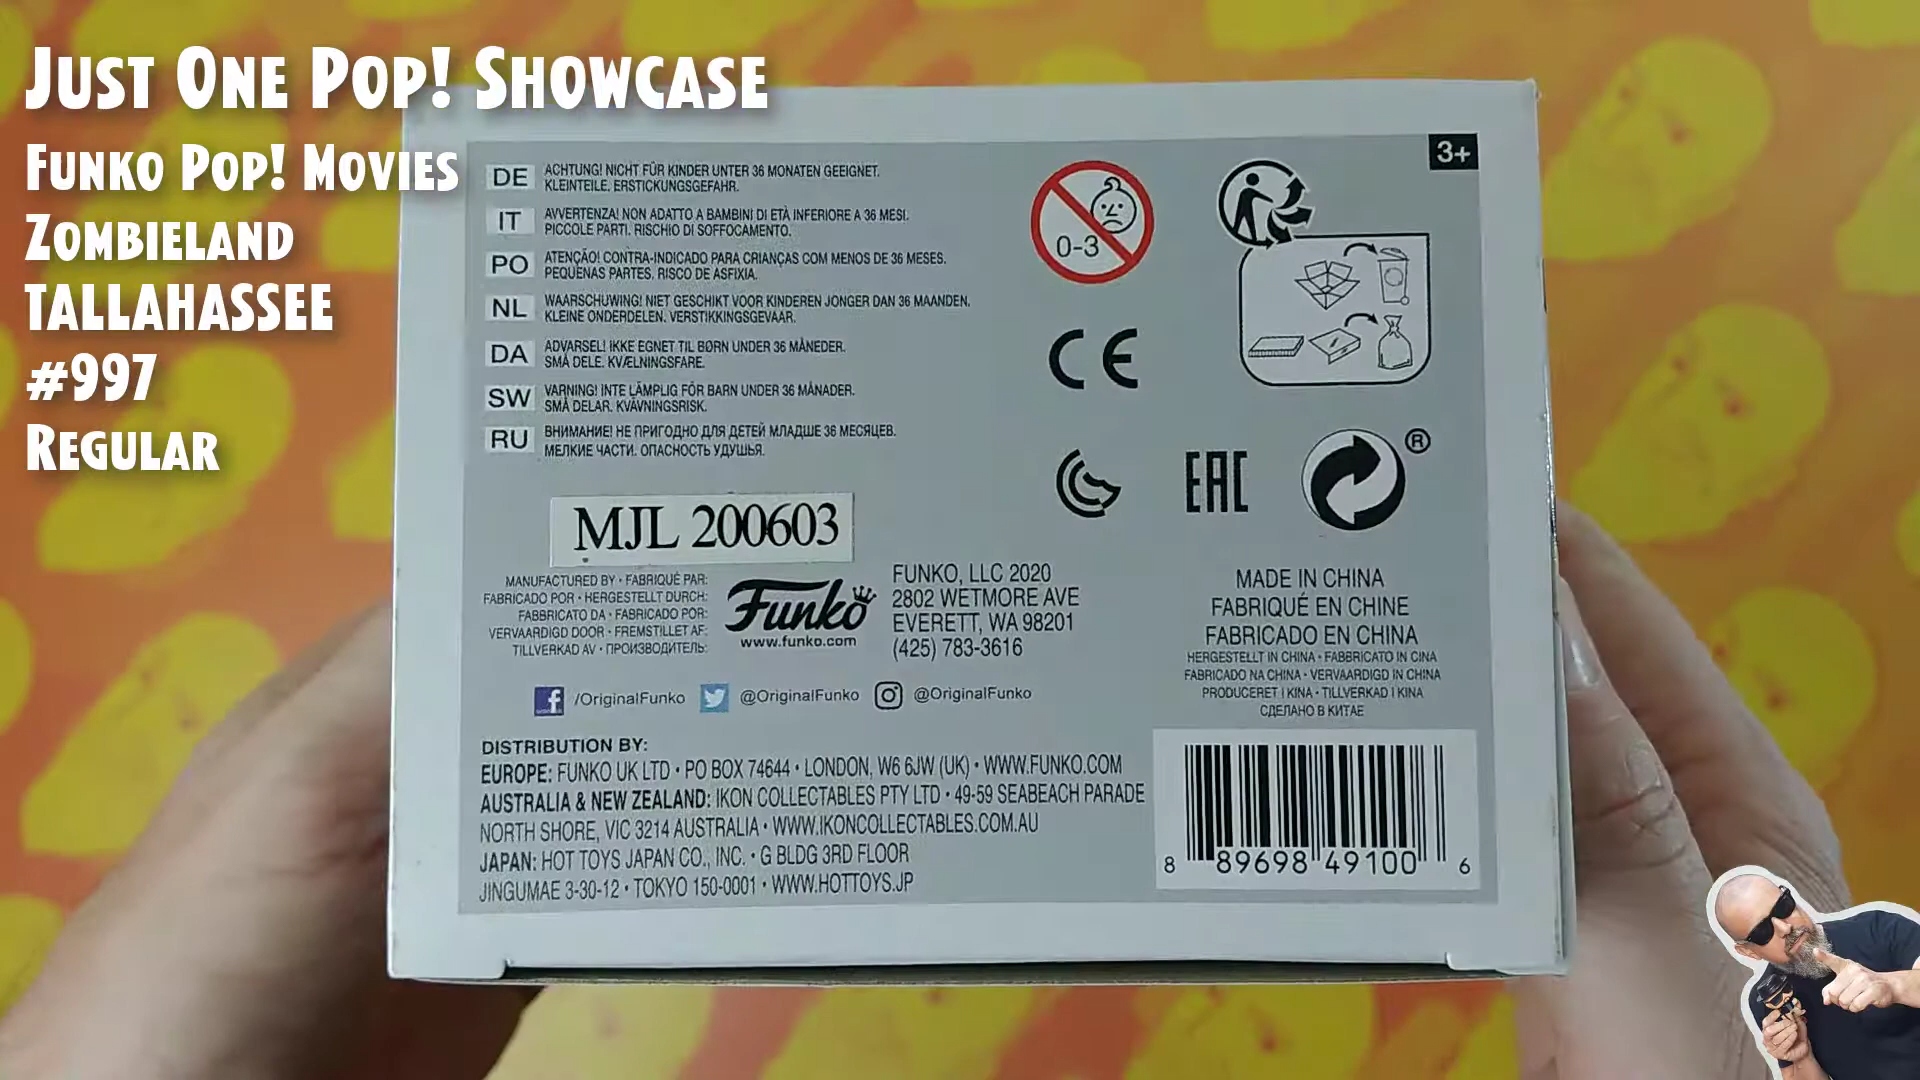 JUST ONE POP! SHOWCASE
FUNKO POP! MOVIES
ZOMBIELAND
TALLAHASSEE
#997
REGULAR
3+
DE ACHTUNG! NICHT FÜR KINDER UNTER 36 MONATEN GEEIGNET.
KLEINTEILE. ERSTICKUNGSGEFAHR.
IT AVVERTENZA! NON ADATTO A BAMBINI DI ETÀ INFERIORE A 36 MESI.
PICCOLE PARTI. RISCHIO DI SOFFOCAMENTO.
PO ATENÇÃO! CONTRA-INDICADO PARA CRIANÇAS COM MENOS DE 36 MESES.
PEQUENAS PARTES. RISCO DE ASFIXIA.
NL WAARSCHUWING! NIET GESCHIKT VOOR KINDEREN JONGER DAN 36 MAANDEN.
KLEINE ONDERDELEN. VERSTIKKINGSGEVAAR.
DA ADVARSEL! IKKE EGNET TIL BØRN UNDER 36 MÅNEDER.
SMÅ DELE. KVÆLNINGSFARE.
SW VARNING! INTE LÄMPLIG FÖR BARN UNDER 36 MÅNADER.
SMÅ DELAR. KVÄVNINGSRISK.
RU ВНИМАНИЕ! НЕ ПРИГОДНО ДЛЯ ДЕТЕЙ МЛАДШЕ 36 МЕСЯЦЕВ.
МЕЛКИЕ ЧАСТИ. ОПАСНОСТЬ УДУШЬЯ.
0-3
CE
EAC
®
MJL 200603
MANUFACTURED BY • FABRIQUÉ PAR:
FABRICADO POR • HERGESTELLT DURCH:
FABBRICATO DA • FABRICADO POR:
VERVAARDIGD DOOR • FREMSTILLET AF:
TILLVERKAD AV • ПРОИЗВОДИТЕЛЬ:
Funko
www.funko.com
FUNKO, LLC 2020
2802 WETMORE AVE
EVERETT, WA 98201
(425) 783-3616
MADE IN CHINA
FABRIQUÉ EN CHINE
FABRICADO EN CHINA
HERGESTELLT IN CHINA • FABBRICATO IN CINA
FABRICADO NA CHINA • VERVAARDIGD IN CHINA
PRODUCERET I KINA • TILLVERKAD I KINA
СДЕЛАНО В КИТАЕ
/OriginalFunko @OriginalFunko @OriginalFunko
DISTRIBUTION BY:
EUROPE: FUNKO UK LTD • PO BOX 74644 • LONDON, W6 6JW (UK) • WWW.FUNKO.COM
AUSTRALIA & NEW ZEALAND: IKON COLLECTABLES PTY LTD • 49-59 SEABEACH PARADE
NORTH SHORE, VIC 3214 AUSTRALIA • WWW.IKONCOLLECTABLES.COM.AU
JAPAN: HOT TOYS JAPAN CO., INC. • G BLDG 3RD FLOOR
JINGUMAE 3-30-12 • TOKYO 150-0001 • WWW.HOTTOYS.JP
8 89698 49100 6